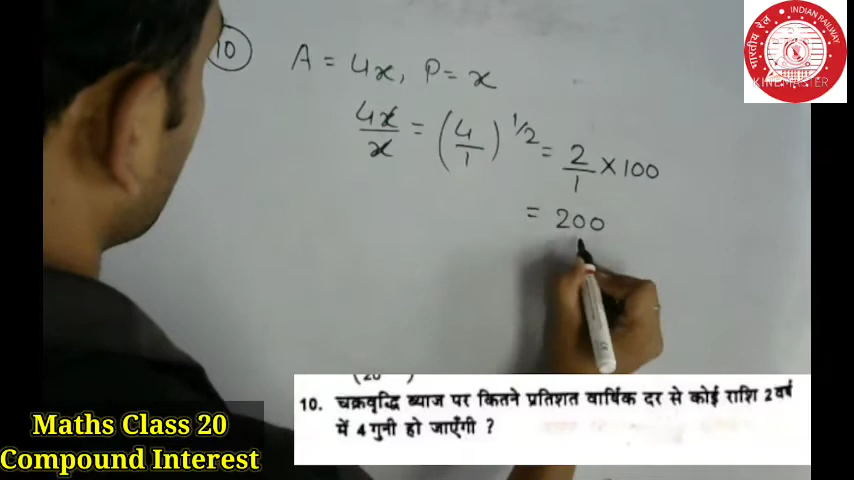 10
A = 4x, P = x
4x/x = (4/1)^1/2 = 2/1 × 100
= 200
10. चक्रवृद्धि ब्याज पर कितने प्रतिशत वार्षिक दर से कोई राशि 2 वर्ष
में 4 गुनी हो जाएँगी ?
Maths Class 20
Compound Interest
भारतीय रेल INDIAN RAILWAY
KINEMASTER